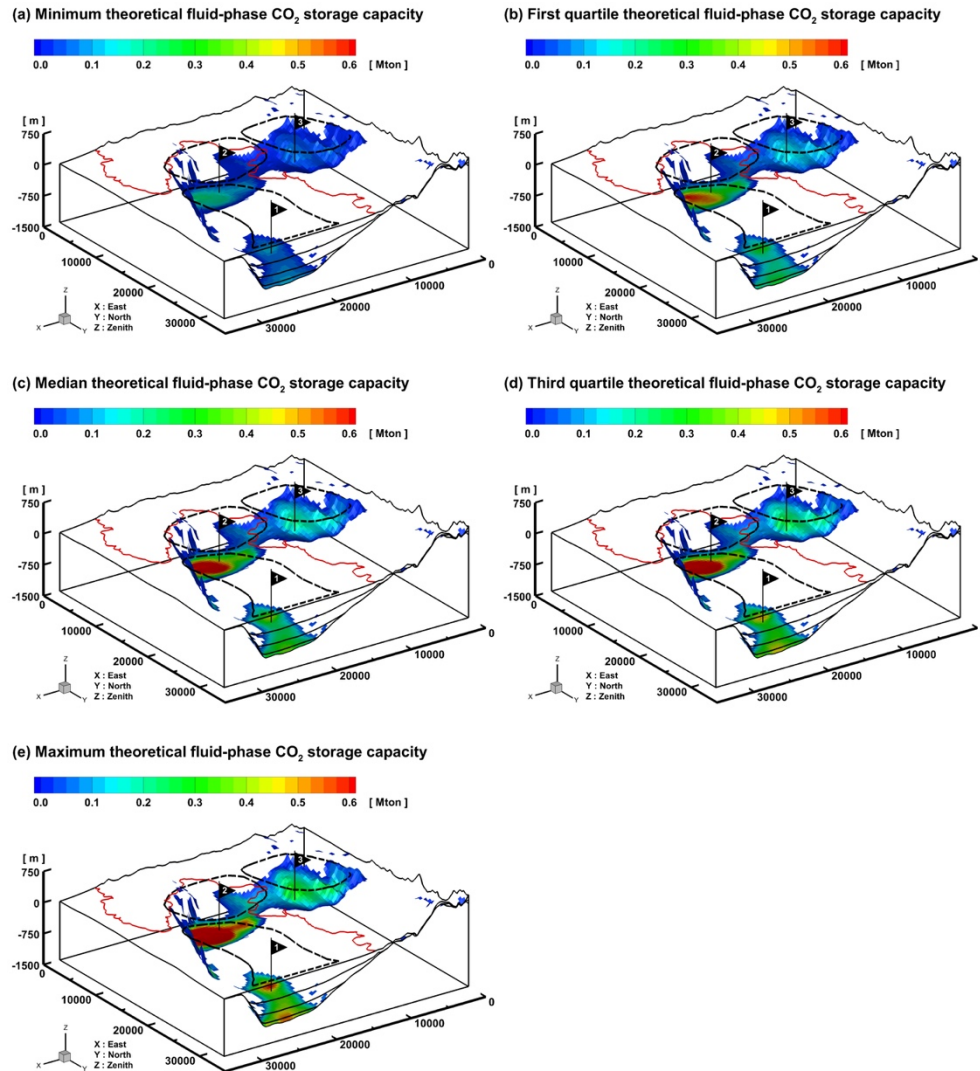 (a) Minimum theoretical fluid-phase CO₂ storage capacity
0.0 0.1 0.2 0.3 0.4 0.5 0.6 [ Mton ]
[ m ]
750
0
-750
-1500
0
10000
20000
30000
30000
20000
10000
0
3
2
1
Z
X
Y
X : East
Y : North
Z : Zenith
(b) First quartile theoretical fluid-phase CO₂ storage capacity
0.0 0.1 0.2 0.3 0.4 0.5 0.6 [ Mton ]
[ m ]
750
0
-750
-1500
0
10000
20000
30000
30000
20000
10000
0
3
2
1
Z
X
Y
X : East
Y : North
Z : Zenith
(c) Median theoretical fluid-phase CO₂ storage capacity
0.0 0.1 0.2 0.3 0.4 0.5 0.6 [ Mton ]
[ m ]
750
0
-750
-1500
0
10000
20000
30000
30000
20000
10000
0
3
2
1
Z
X
Y
X : East
Y : North
Z : Zenith
(d) Third quartile theoretical fluid-phase CO₂ storage capacity
0.0 0.1 0.2 0.3 0.4 0.5 0.6 [ Mton ]
[ m ]
750
0
-750
-1500
0
10000
20000
30000
30000
20000
10000
0
3
2
1
Z
X
Y
X : East
Y : North
Z : Zenith
(e) Maximum theoretical fluid-phase CO₂ storage capacity
0.0 0.1 0.2 0.3 0.4 0.5 0.6 [ Mton ]
[ m ]
750
0
-750
-1500
0
10000
20000
30000
30000
20000
10000
0
3
2
1
Z
X
Y
X : East
Y : North
Z : Zenith